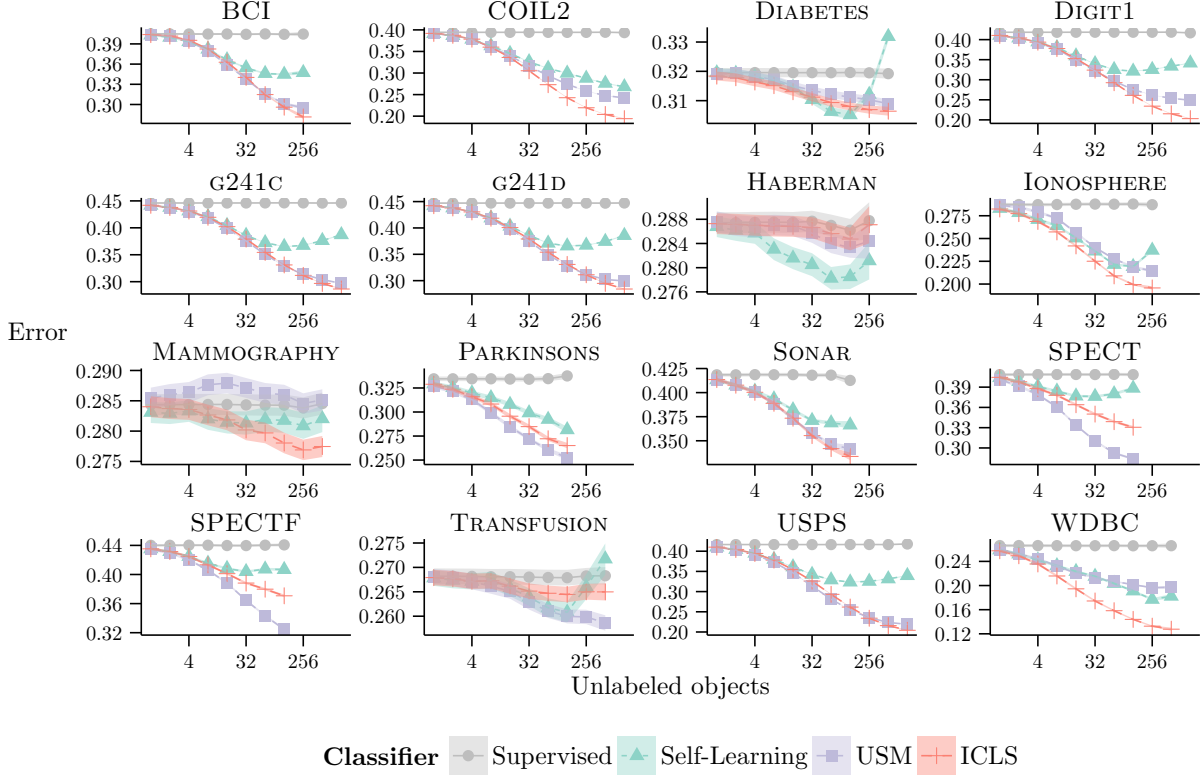 BCI COIL2 DIABETES DIGIT1
0.39 0.36 0.33 0.30
0.40 0.35 0.30 0.25 0.20
0.33 0.32 0.31
0.40 0.35 0.30 0.25 0.20
4 32 256 4 32 256 4 32 256 4 32 256
G241C G241D HABERMAN IONOSPHERE
0.45 0.40 0.35 0.30
0.45 0.40 0.35 0.30
0.288 0.284 0.280 0.276
0.275 0.250 0.225 0.200
4 32 256 4 32 256 4 32 256 4 32 256
Error
MAMMOGRAPHY PARKINSONS SONAR SPECT
0.290 0.285 0.280 0.275
0.325 0.300 0.275 0.250
0.425 0.400 0.375 0.350
0.39 0.36 0.33 0.30
4 32 256 4 32 256 4 32 256 4 32 256
SPECTF TRANSFUSION USPS WDBC
0.44 0.40 0.36 0.32
0.275 0.270 0.265 0.260
0.40 0.35 0.30 0.25 0.20
0.24 0.20 0.16 0.12
4 32 256 4 32 256 4 32 256 4 32 256
Unlabeled objects
Classifier Supervised Self-Learning USM ICLS